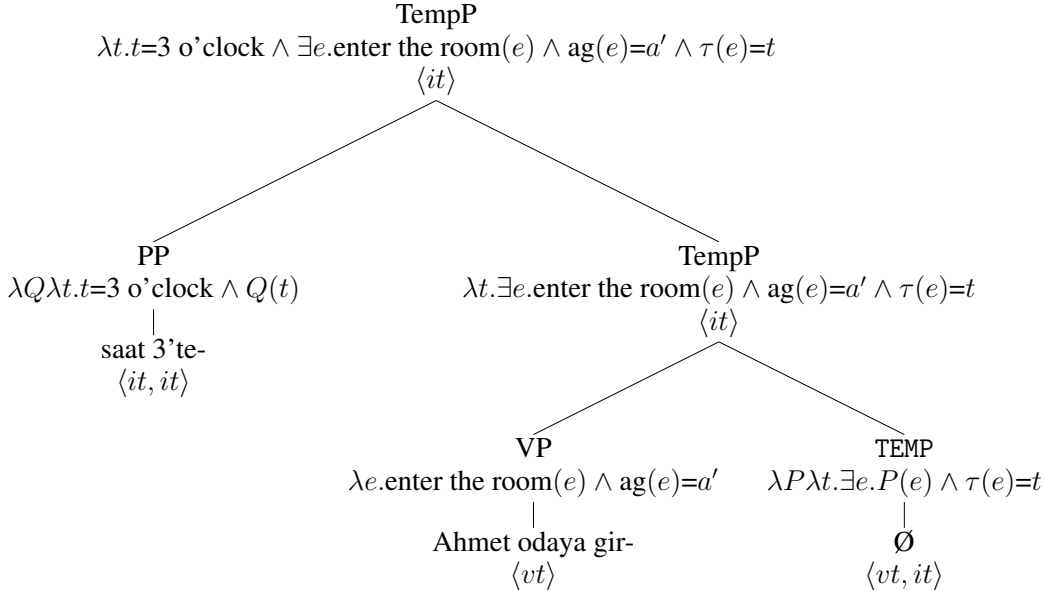 TempP
λt.t=3 o'clock ∧ ∃e.enter the room(e) ∧ ag(e)=a′ ∧ τ(e)=t
⟨it⟩
PP
λQλt.t=3 o'clock ∧ Q(t)
saat 3'te-
⟨it, it⟩
TempP
λt.∃e.enter the room(e) ∧ ag(e)=a′ ∧ τ(e)=t
⟨it⟩
VP
λe.enter the room(e) ∧ ag(e)=a′
Ahmet odaya gir-
⟨vt⟩
TEMP
λPλt.∃e.P(e) ∧ τ(e)=t
Ø
⟨vt, it⟩